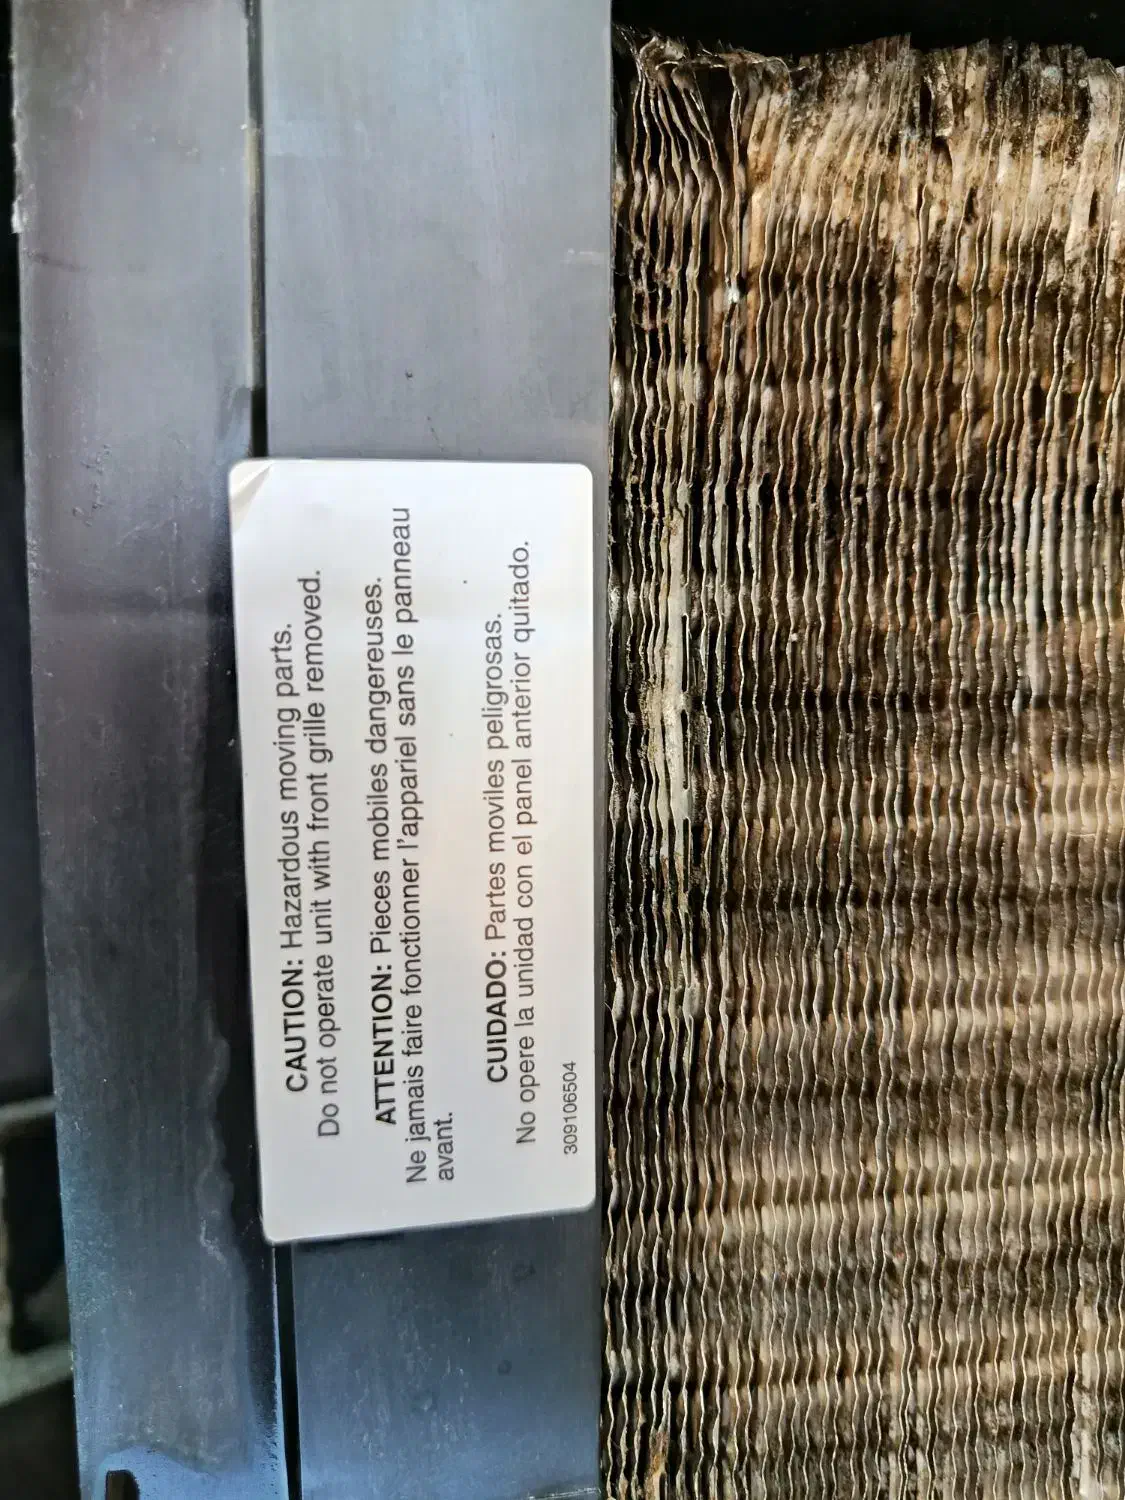 CAUTION: Hazardous moving parts.
Do not operate unit with front grille removed.
ATTENTION: Pieces mobiles dangereuses.
Ne jamais faire fonctionner l'appariel sans le panneau
avant.
CUIDADO: Partes moviles peligrosas.
No opere la unidad con el panel anterior quitado.
309106504